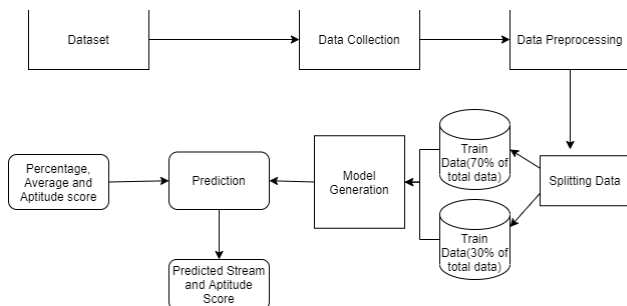 Dataset
Data Collection
Data Preprocessing
Train
Data(70% of
total data)
Splitting Data
Model
Generation
Prediction
Percentage,
Average and
Aptitude score
Train
Data(30% of
total data)
Predicted Stream
and Aptitude
Score